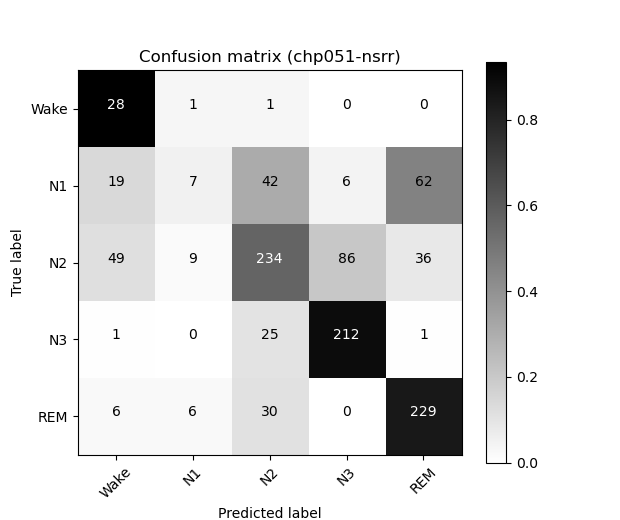 Confusion matrix (chp051-nsrr)
Wake 28 1 1 0 0
N1 19 7 42 6 62
N2 49 9 234 86 36
N3 1 0 25 212 1
REM 6 6 30 0 229
Wake N1 N2 N3 REM
Predicted label
True label
0.8
0.6
0.4
0.2
0.0